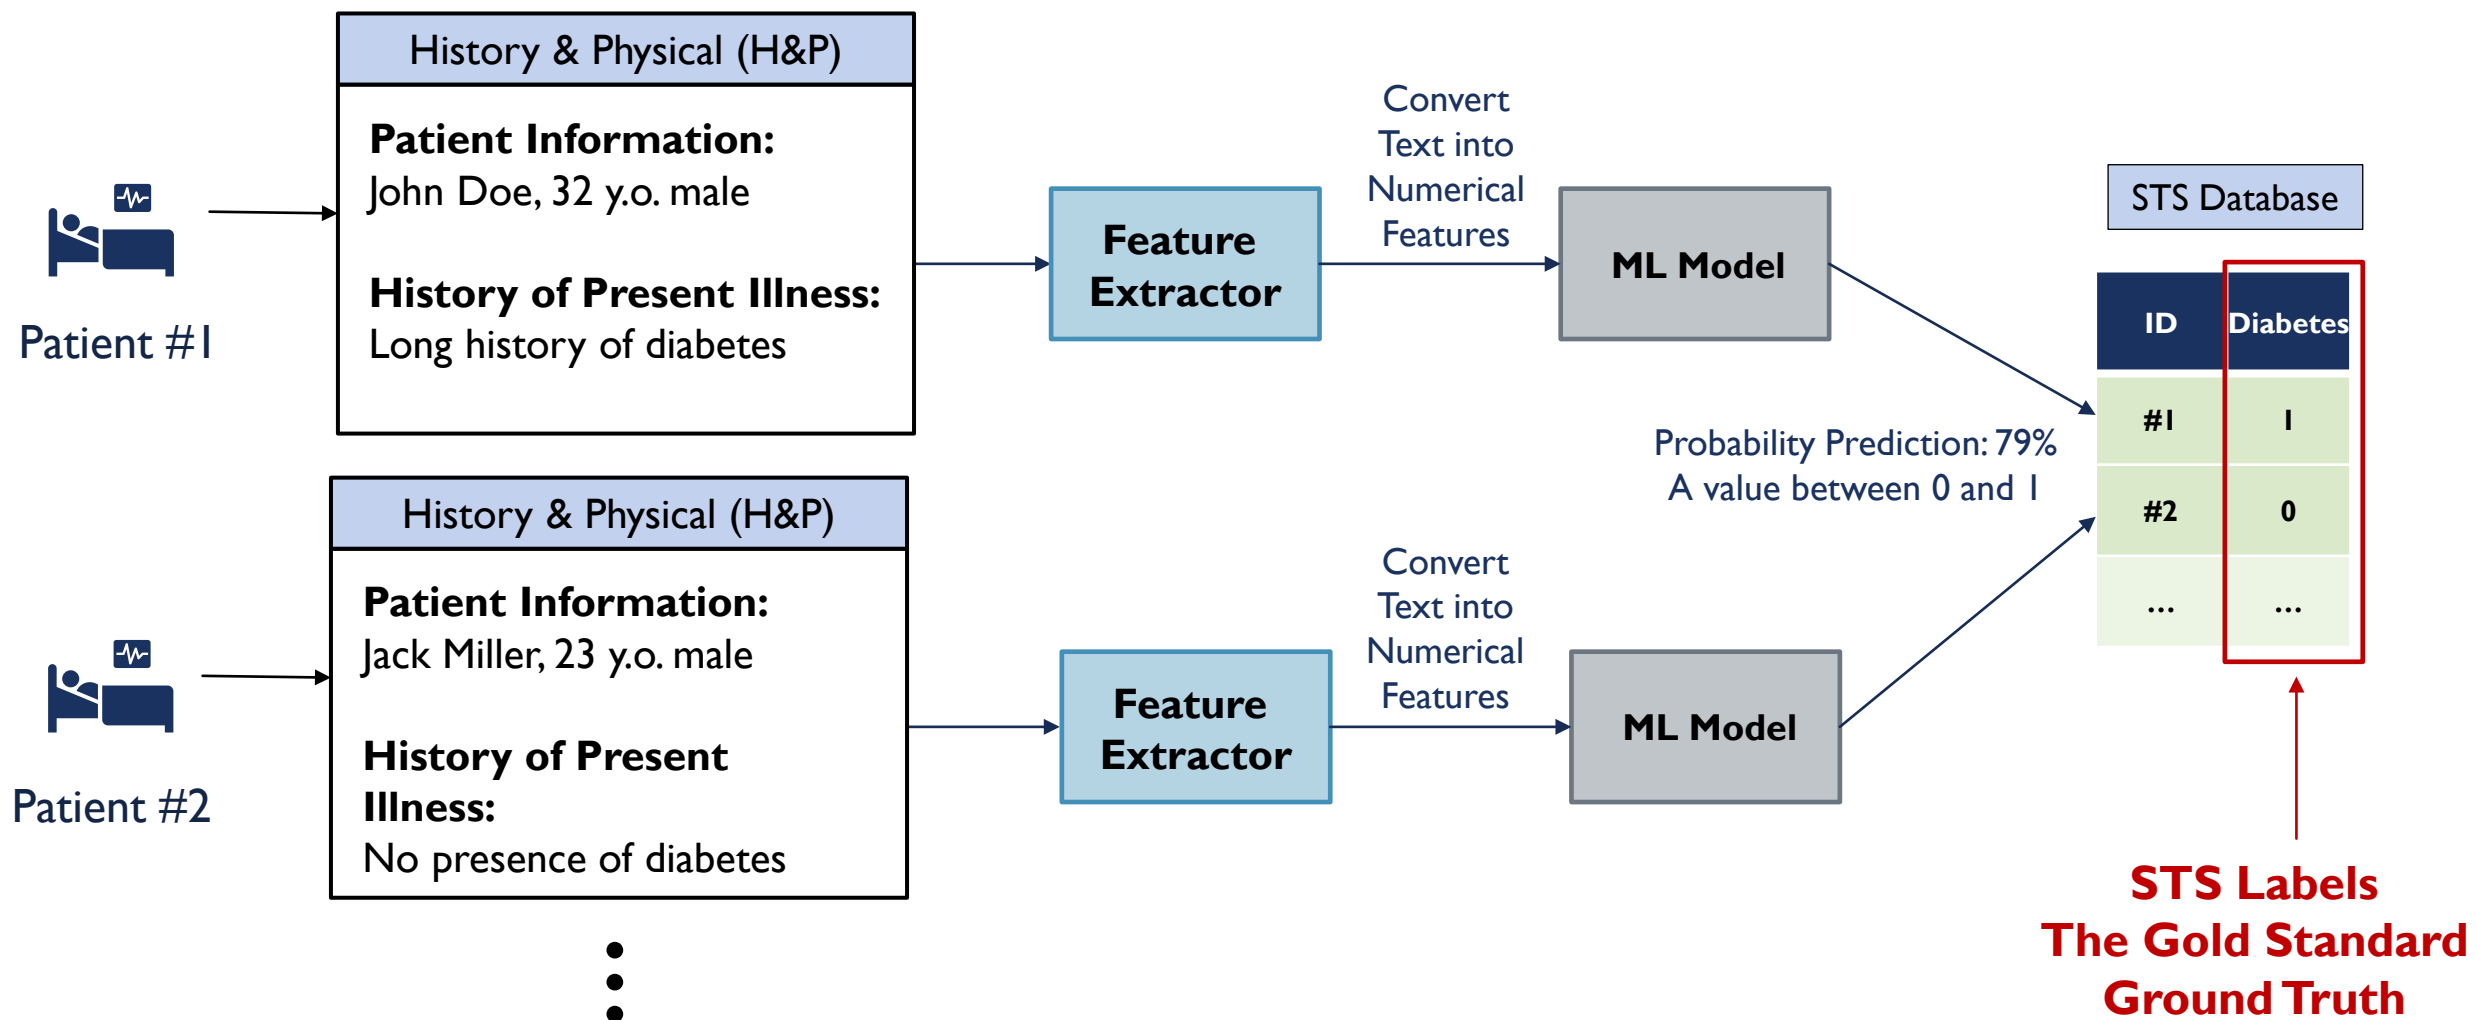 History & Physical (H&P)
Patient Information:
John Doe, 32 y.o. male
History of Present Illness:
Long history of diabetes
Patient #1
Feature
Extractor
Convert
Text into
Numerical
Features
ML Model
STS Database
ID Diabetes
#1 1
#2 0
... ...
Probability Prediction: 79%
A value between 0 and 1
History & Physical (H&P)
Patient Information:
Jack Miller, 23 y.o. male
History of Present
Illness:
No presence of diabetes
Patient #2
Feature
Extractor
Convert
Text into
Numerical
Features
ML Model
STS Labels
The Gold Standard
Ground Truth